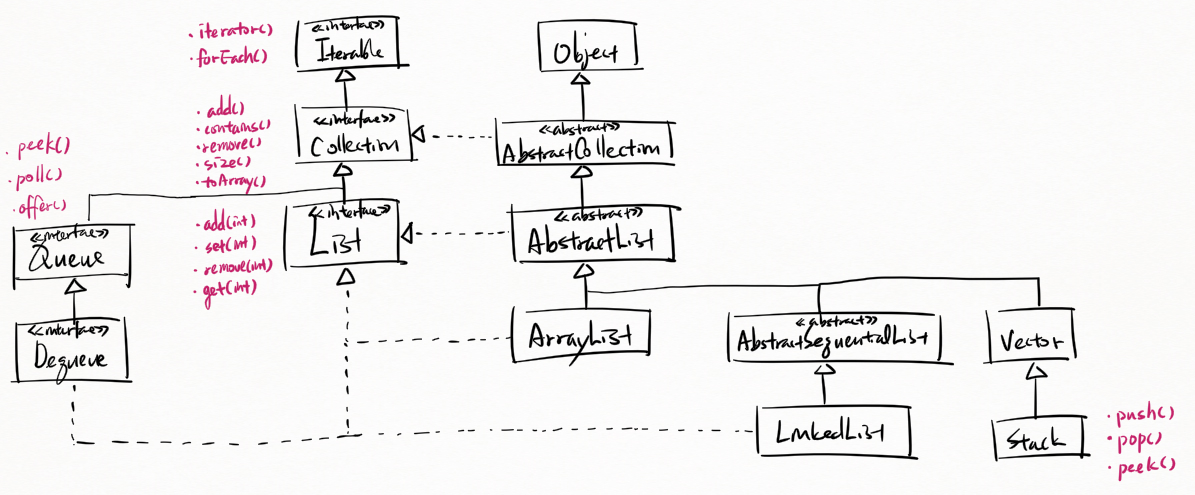 · iterator()
· forEach()
<<interface>>
Iterable
Object
· add()
· contains()
· remove()
· size()
· toArray()
<<interface>>
Collection
<<abstract>>
AbstractCollection
· peek()
· poll()
· offer()
· add(int)
· set(int)
· remove(int)
· get(int)
<<interface>>
List
<<abstract>>
AbstractList
<<interface>>
Queue
<<interface>>
Dequeue
ArrayList
<<abstract>>
AbstractSequentialList
Vector
LinkedList
Stack
· push()
· pop()
· peek()